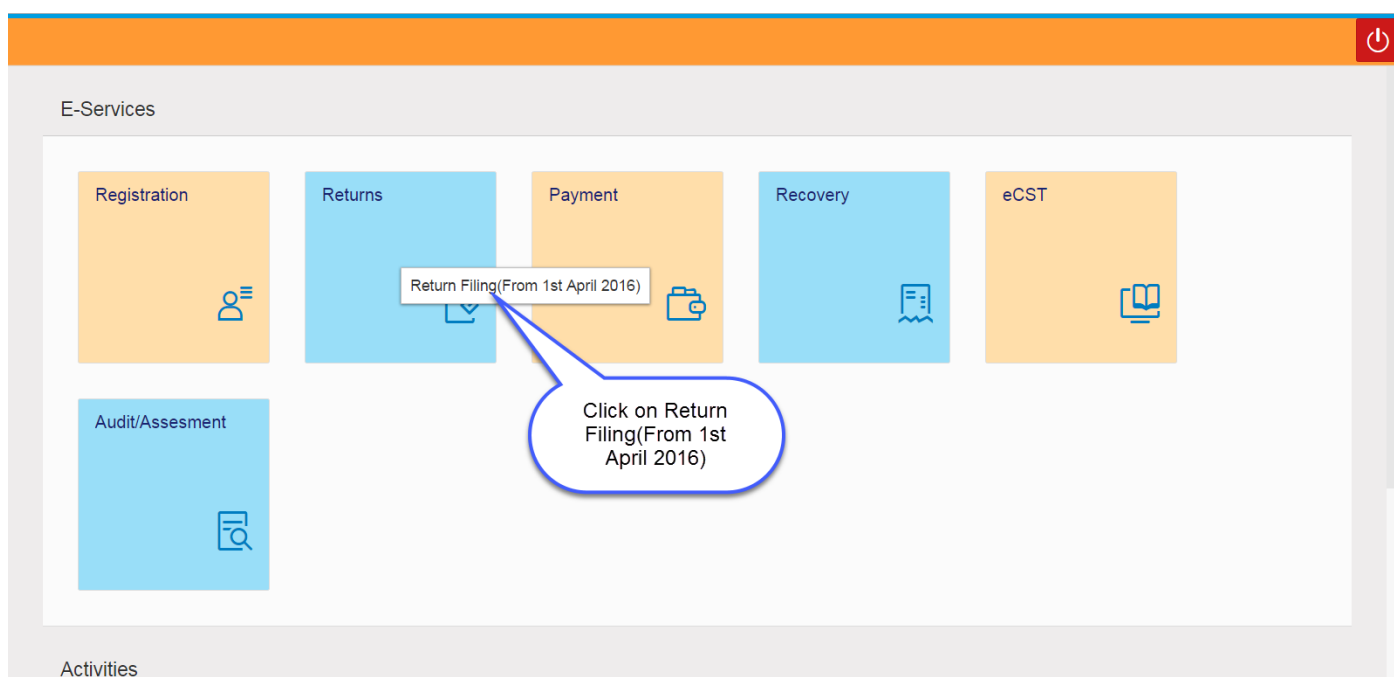 E-Services
Registration
Returns
Payment
Recovery
eCST
Return Filing(From 1st April 2016)
Click on Return
Filing(From 1st
April 2016)
Audit/Assesment
Activities